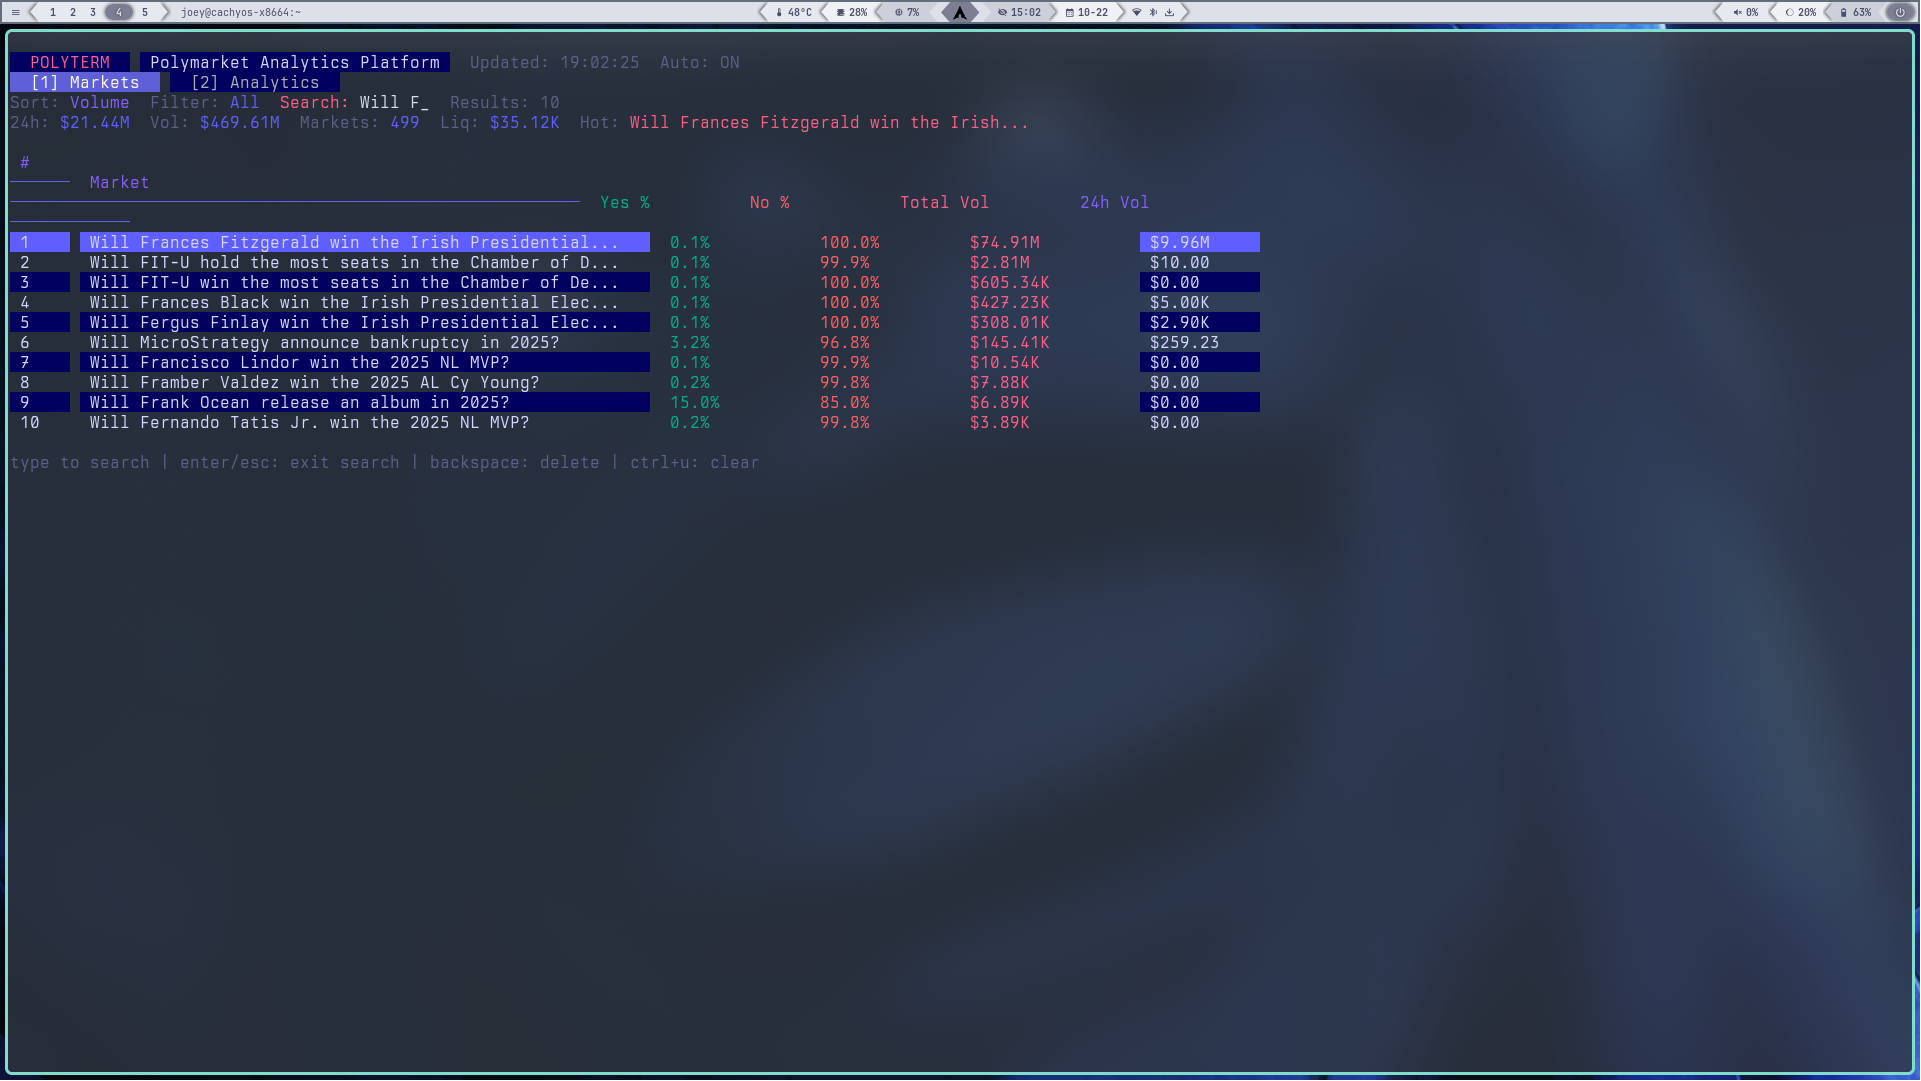 1 2 3 4 5 joey@cachyos-x8664:~ 48°C 28% 7% 15:02 10-22 0% 20% 63%
POLYTERM Polymarket Analytics Platform Updated: 19:02:25 Auto: ON
[1] Markets [2] Analytics
Sort: Volume Filter: All Search: Will F_ Results: 10
24h: $21.44M Vol: $469.61M Markets: 499 Liq: $35.12K Hot: Will Frances Fitzgerald win the Irish...
#
Market
Yes % No % Total Vol 24h Vol
1 Will Frances Fitzgerald win the Irish Presidential... 0.1% 100.0% $74.91M $9.96M
2 Will FIT-U hold the most seats in the Chamber of D... 0.1% 99.9% $2.81M $10.00
3 Will FIT-U win the most seats in the Chamber of De... 0.1% 100.0% $605.34K $0.00
4 Will Frances Black win the Irish Presidential Elec... 0.1% 100.0% $427.23K $5.00K
5 Will Fergus Finlay win the Irish Presidential Elec... 0.1% 100.0% $308.01K $2.90K
6 Will MicroStrategy announce bankruptcy in 2025? 3.2% 96.8% $145.41K $259.23
7 Will Francisco Lindor win the 2025 NL MVP? 0.1% 99.9% $10.54K $0.00
8 Will Framber Valdez win the 2025 AL Cy Young? 0.2% 99.8% $7.88K $0.00
9 Will Frank Ocean release an album in 2025? 15.0% 85.0% $6.89K $0.00
10 Will Fernando Tatis Jr. win the 2025 NL MVP? 0.2% 99.8% $3.89K $0.00
type to search | enter/esc: exit search | backspace: delete | ctrl+u: clear